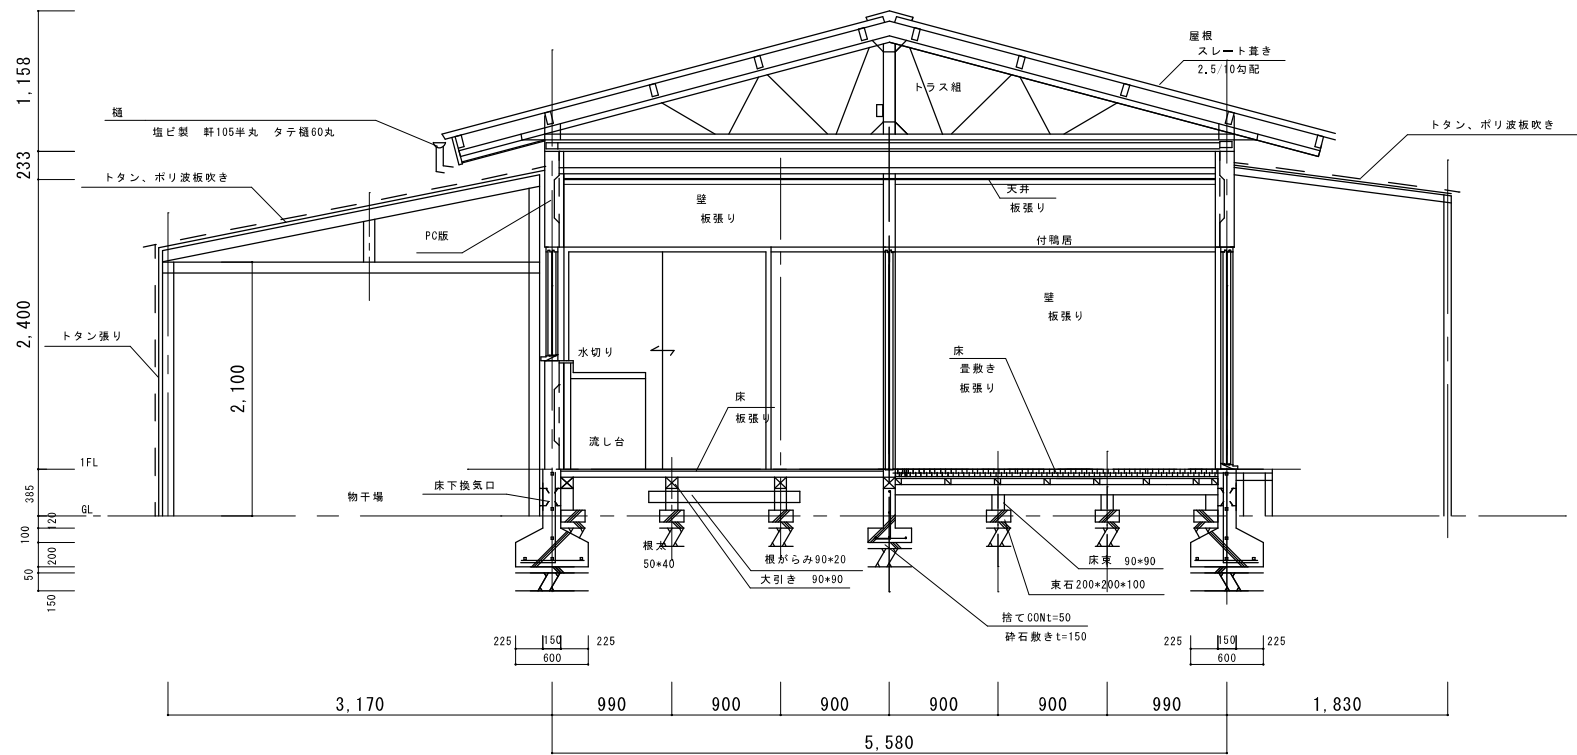 屋根
スレート葺き
2.5/10勾配
1,158
トラス組
樋
塩ビ製 軒105半丸 タテ樋60丸
トタン、ポリ波板吹き
233
トタン、ポリ波板吹き
天井
板張り
壁
板張り
PC版
付鴨居
2,400
2,100
壁
板張り
トタン張り
水切り
床
畳敷き
板張り
床
板張り
流し台
1FL
床下換気口
物干場
385
GL
120
100
200
50
150
根太
50*40
根がらみ90*20
大引き 90*90
床束 90*90
束石200*200*100
捨てCONt=50
砕石敷きt=150
225 150 225
600
225 150 225
600
3,170 990 900 900 900 900 990 1,830
5,580